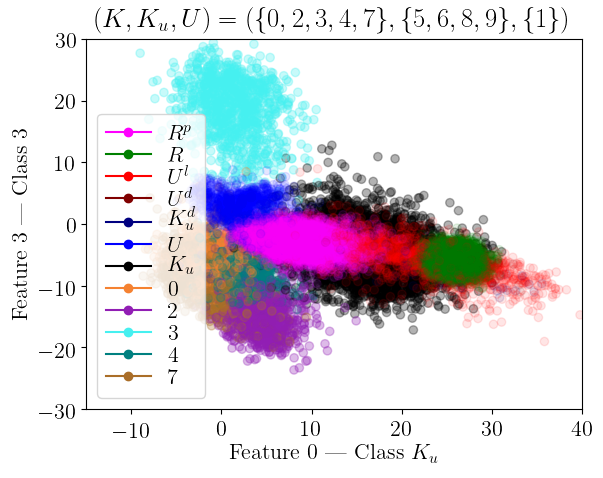 (K, K_u, U) = ({0, 2, 3, 4, 7}, {5, 6, 8, 9}, {1})
30
20
10
0
−10
−20
−30
Feature 3 — Class 3
R^p
R
U^l
U^d
K_u^d
U
K_u
0
2
3
4
7
−10 0 10 20 30 40
Feature 0 — Class K_u